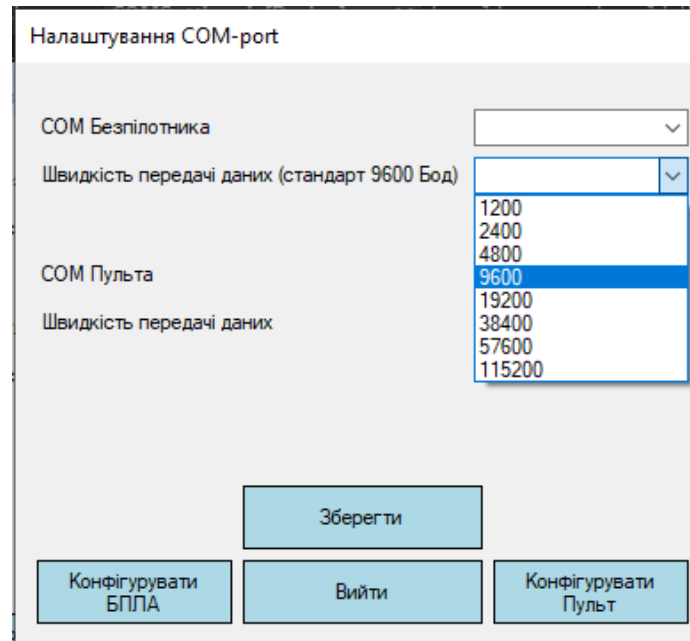 Налаштування COM-port
COM Безпілотника
Швидкість передачі даних (стандарт 9600 Бод)
1200
2400
4800
9600
19200
38400
57600
115200
COM Пульта
Швидкість передачі даних
Зберегти
Конфігурувати
БПЛА
Вийти
Конфігурувати
Пульт